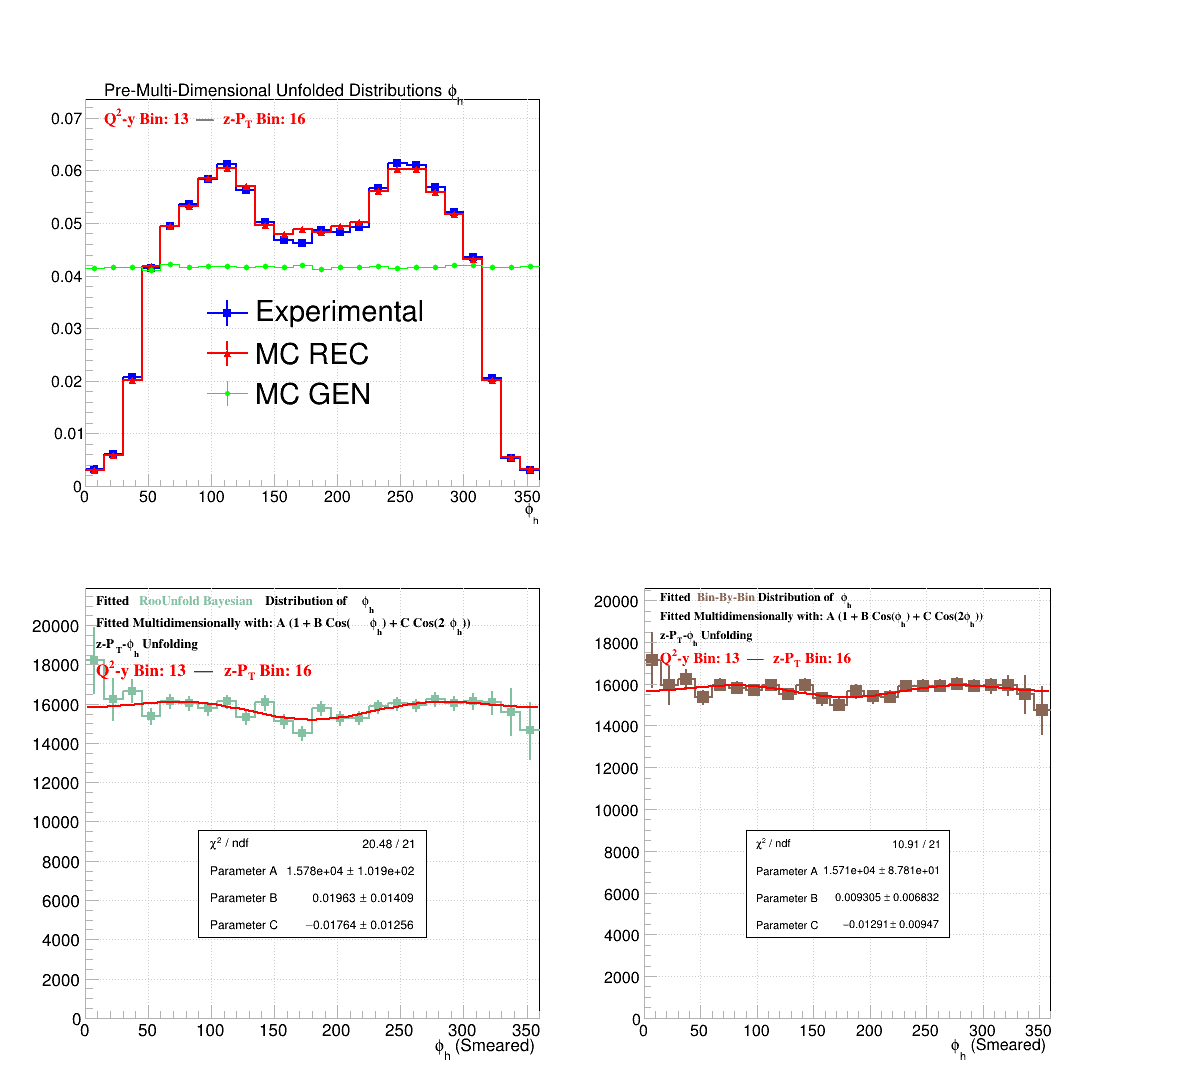 Pre-Multi-Dimensional Unfolded Distributions ϕh
Q2-y Bin: 13 — z-PT Bin: 16
0.07
0.06
0.05
0.04
0.03
0.02
0.01
0
Experimental
MC REC
MC GEN
0 50 100 150 200 250 300 350
ϕh
Fitted RooUnfold Bayesian Distribution of ϕh
Fitted Multidimensionally with: A (1 + B Cos( ϕh) + C Cos(2 ϕh))
z-PT-ϕh Unfolding
Q2-y Bin: 13 — z-PT Bin: 16
20000
18000
16000
14000
12000
10000
8000
6000
4000
2000
0
χ2 / ndf 20.48 / 21
Parameter A 1.578e+04 ± 1.019e+02
Parameter B 0.01963 ± 0.01409
Parameter C −0.01764 ± 0.01256
0 50 100 150 200 250 300 350
ϕh (Smeared)
Fitted Bin-By-Bin Distribution of ϕh
Fitted Multidimensionally with: A (1 + B Cos(ϕh) + C Cos(2ϕh))
z-PT-ϕh Unfolding
Q2-y Bin: 13 — z-PT Bin: 16
20000
18000
16000
14000
12000
10000
8000
6000
4000
2000
0
χ2 / ndf 10.91 / 21
Parameter A 1.571e+04 ± 8.781e+01
Parameter B 0.009305 ± 0.006832
Parameter C −0.01291 ± 0.00947
0 50 100 150 200 250 300 350
ϕh (Smeared)